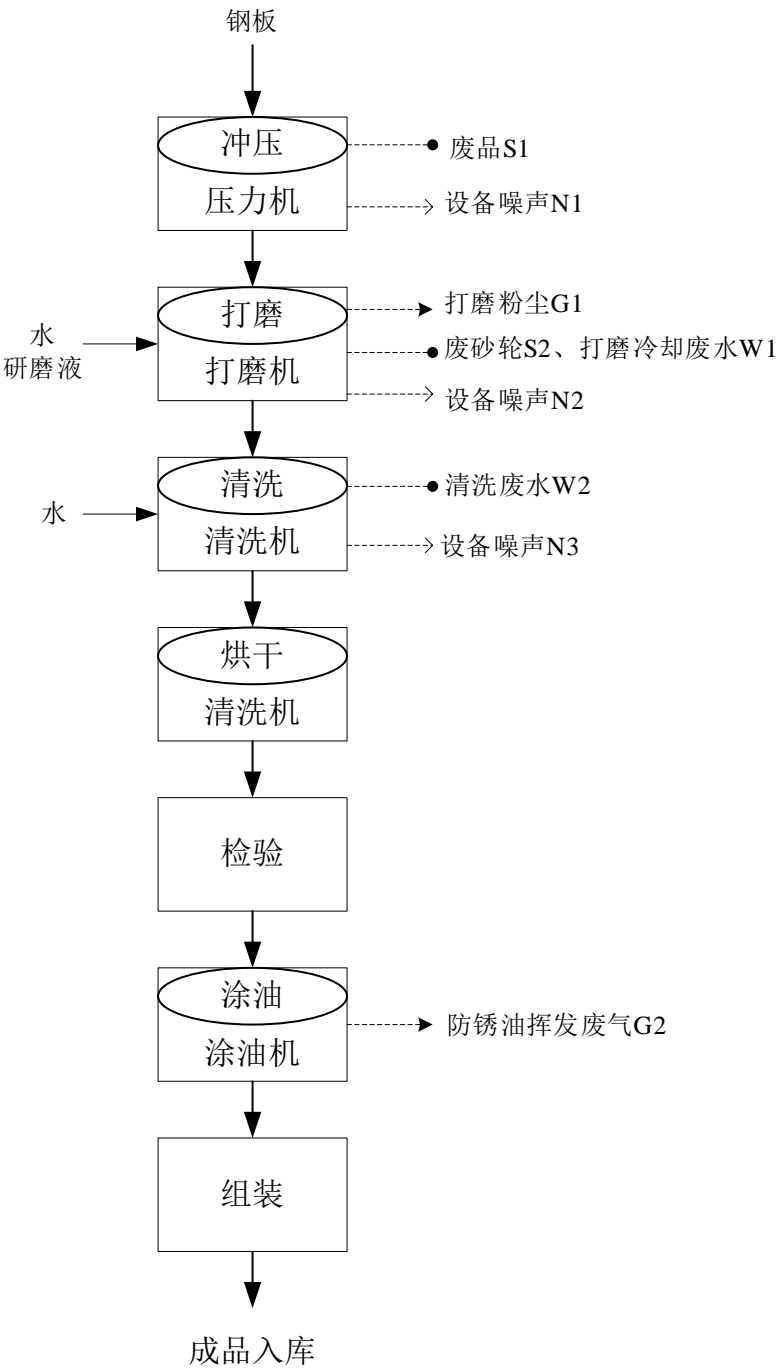 钢板
冲压
废品S1
压力机
设备噪声N1
打磨
打磨粉尘G1
水
研磨液
打磨机
废砂轮S2、打磨冷却废水W1
设备噪声N2
清洗
清洗废水W2
水
清洗机
设备噪声N3
烘干
清洗机
检验
涂油
防锈油挥发废气G2
涂油机
组装
成品入库